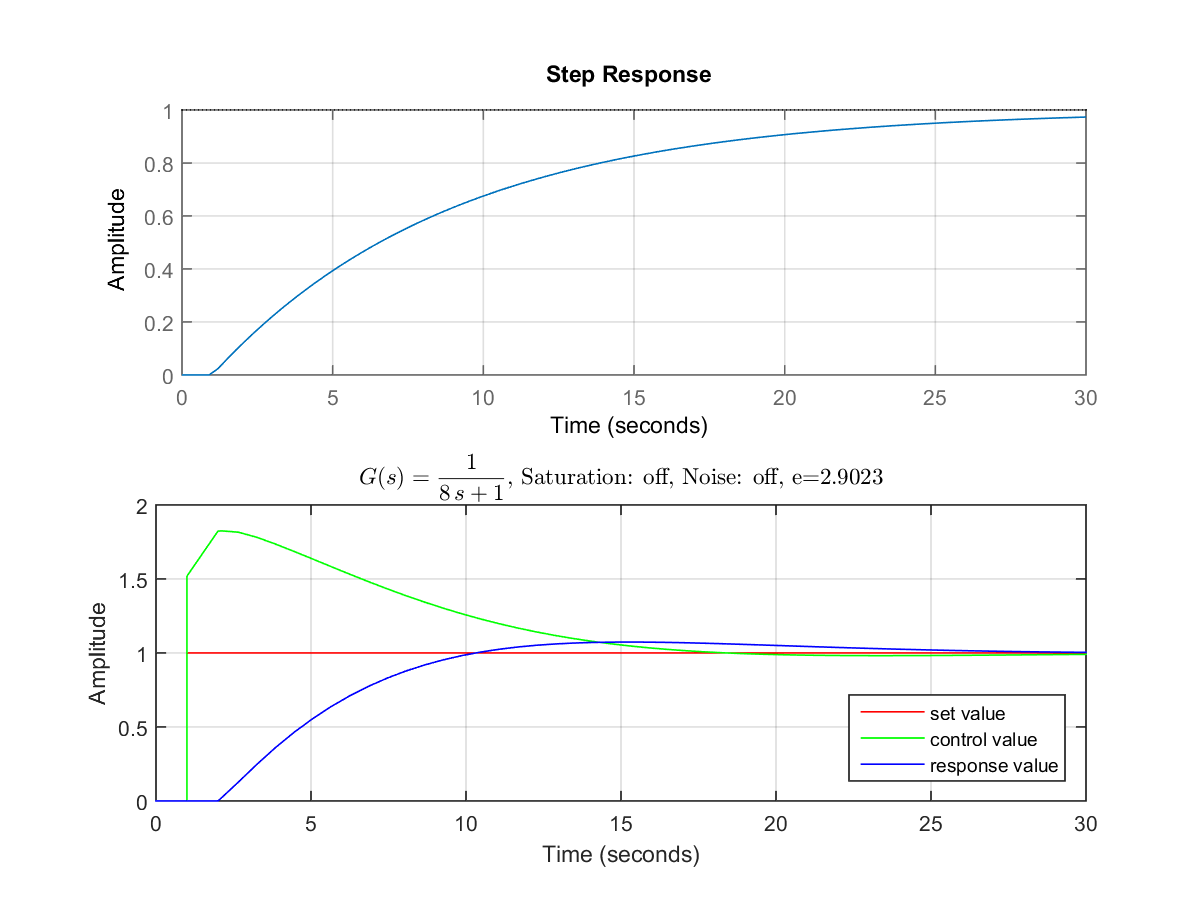 Step Response
1
0.8
0.6
0.4
0.2
0
Amplitude
0 5 10 15 20 25 30
Time (seconds)
G(s) = 1/(8 s + 1), Saturation: off, Noise: off, e=2.9023
2
1.5
1
0.5
0
Amplitude
set value
control value
response value
0 5 10 15 20 25 30
Time (seconds)